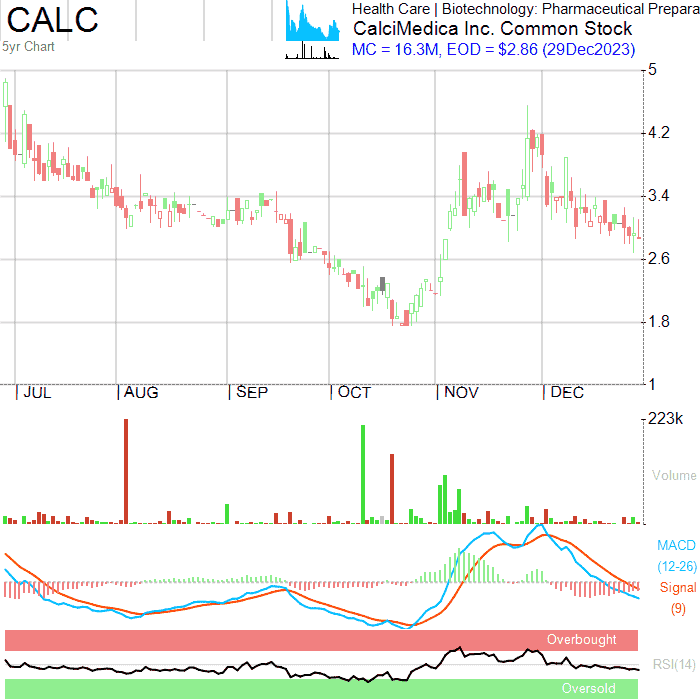 CALC
5yr Chart
Health Care | Biotechnology: Pharmaceutical Prepara
CalciMedica Inc. Common Stock
MC = 16.3M, EOD = $2.86 (29Dec2023)
5
4.2
3.4
2.6
1.8
1
JUL AUG SEP OCT NOV DEC
223k
Volume
MACD
(12-26)
Signal
(9)
Overbought
RSI(14)
Oversold